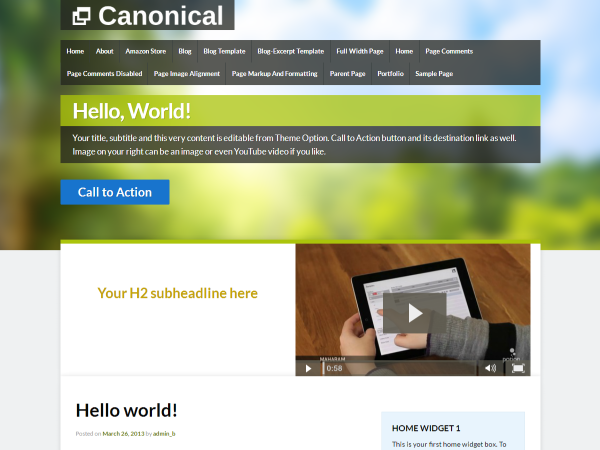 Canonical
Home About Amazon Store Blog Blog Template Blog-Excerpt Template Full Width Page Home Page Comments
Page Comments Disabled Page Image Alignment Page Markup And Formatting Parent Page Portfolio Sample Page
Hello, World!
Your title, subtitle and this very content is editable from Theme Option. Call to Action button and its destination link as well.
Image on your right can be an image or even YouTube video if you like.
Call to Action
Your H2 subheadline here
MAHARAM portion
0:58
Hello world!
Posted on March 26, 2013 by admin_b
HOME WIDGET 1
This is your first home widget box. To